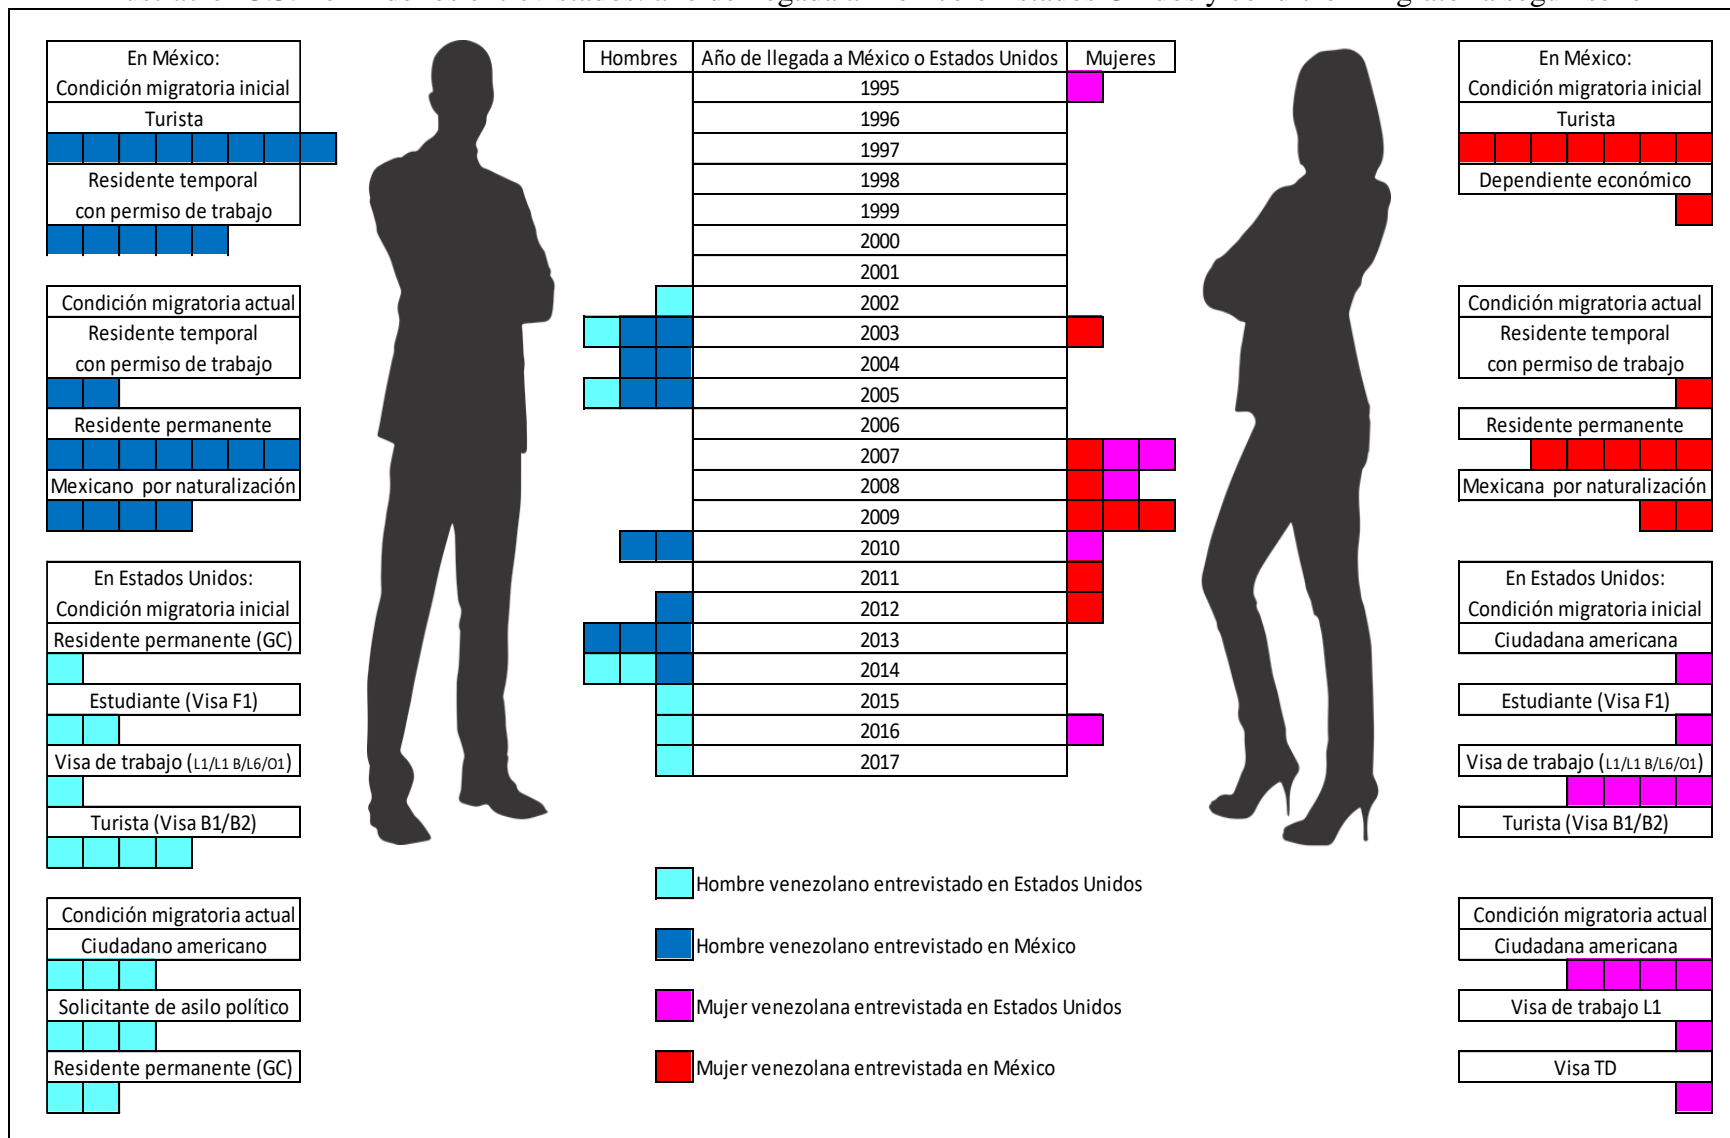 En México:
Condición migratoria inicial
Turista
Residente temporal
con permiso de trabajo
Condición migratoria actual
Residente temporal
con permiso de trabajo
Residente permanente
Mexicano por naturalización
En Estados Unidos:
Condición migratoria inicial
Residente permanente (GC)
Estudiante (Visa F1)
Visa de trabajo (L1/L1 B/L6/O1)
Turista (Visa B1/B2)
Condición migratoria actual
Ciudadano americano
Solicitante de asilo político
Residente permanente (GC)
Hombres Año de llegada a México o Estados Unidos Mujeres
1995
1996
1997
1998
1999
2000
2001
2002
2003
2004
2005
2006
2007
2008
2009
2010
2011
2012
2013
2014
2015
2016
2017
Hombre venezolano entrevistado en Estados Unidos
Hombre venezolano entrevistado en México
Mujer venezolana entrevistada en Estados Unidos
Mujer venezolana entrevistada en México
En México:
Condición migratoria inicial
Turista
Dependiente económico
Condición migratoria actual
Residente temporal
con permiso de trabajo
Residente permanente
Mexicana por naturalización
En Estados Unidos:
Condición migratoria inicial
Ciudadana americana
Estudiante (Visa F1)
Visa de trabajo (L1/L1 B/L6/O1)
Turista (Visa B1/B2)
Condición migratoria actual
Ciudadana americana
Visa de trabajo L1
Visa TD